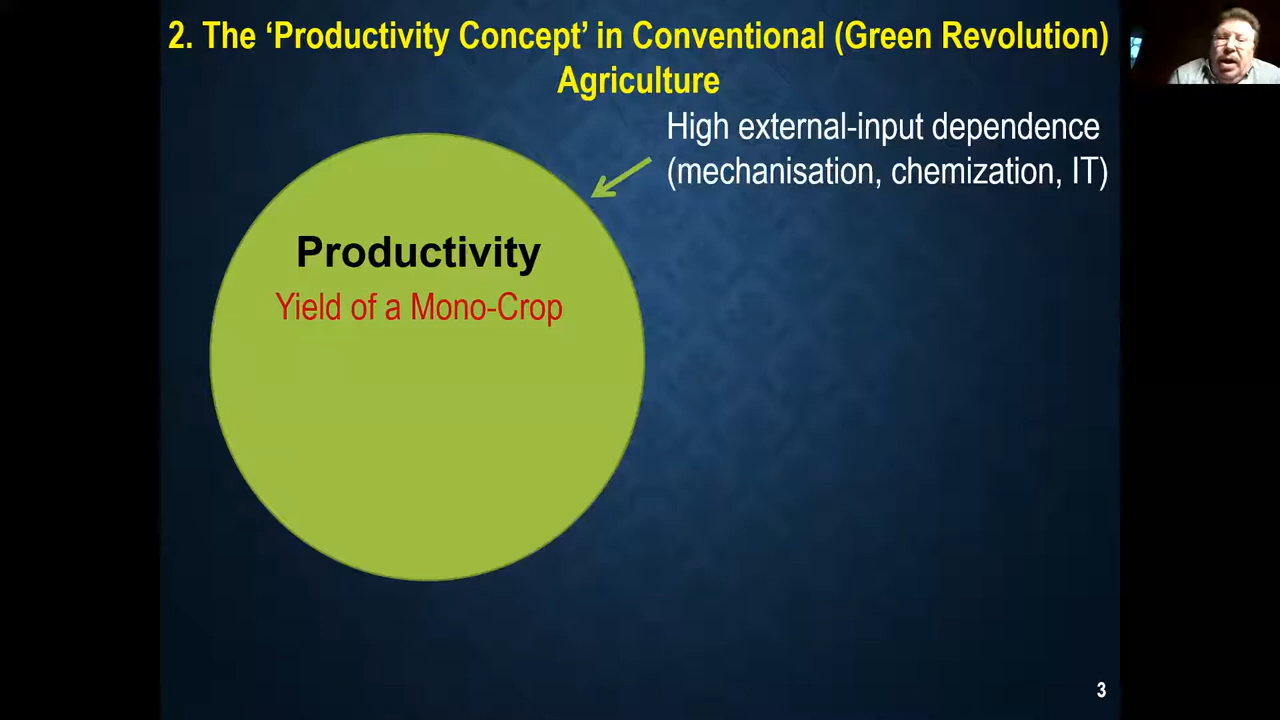 2. The ‘Productivity Concept’ in Conventional (Green Revolution)
Agriculture
High external-input dependence
(mechanisation, chemization, IT)
Productivity
Yield of a Mono-Crop
3